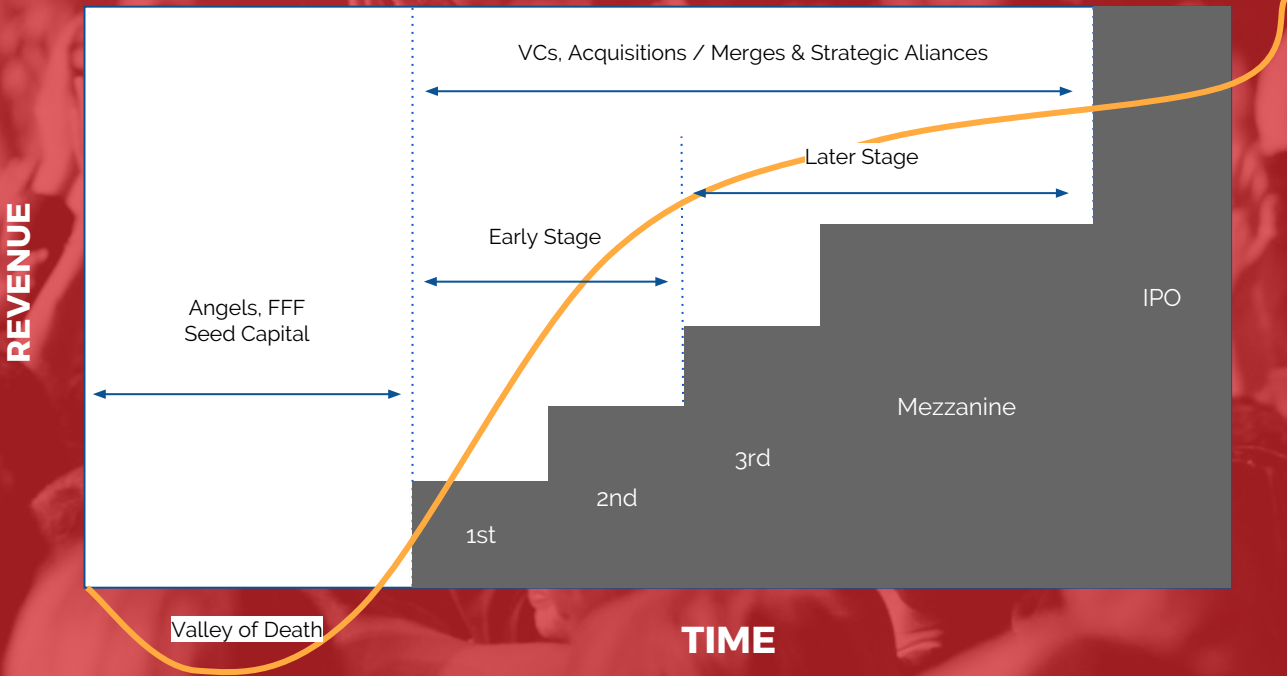 VCs, Acquisitions / Merges & Strategic Aliances
Later Stage
Early Stage
Angels, FFF
Seed Capital
REVENUE
IPO
Mezzanine
3rd
2nd
1st
Valley of Death
TIME